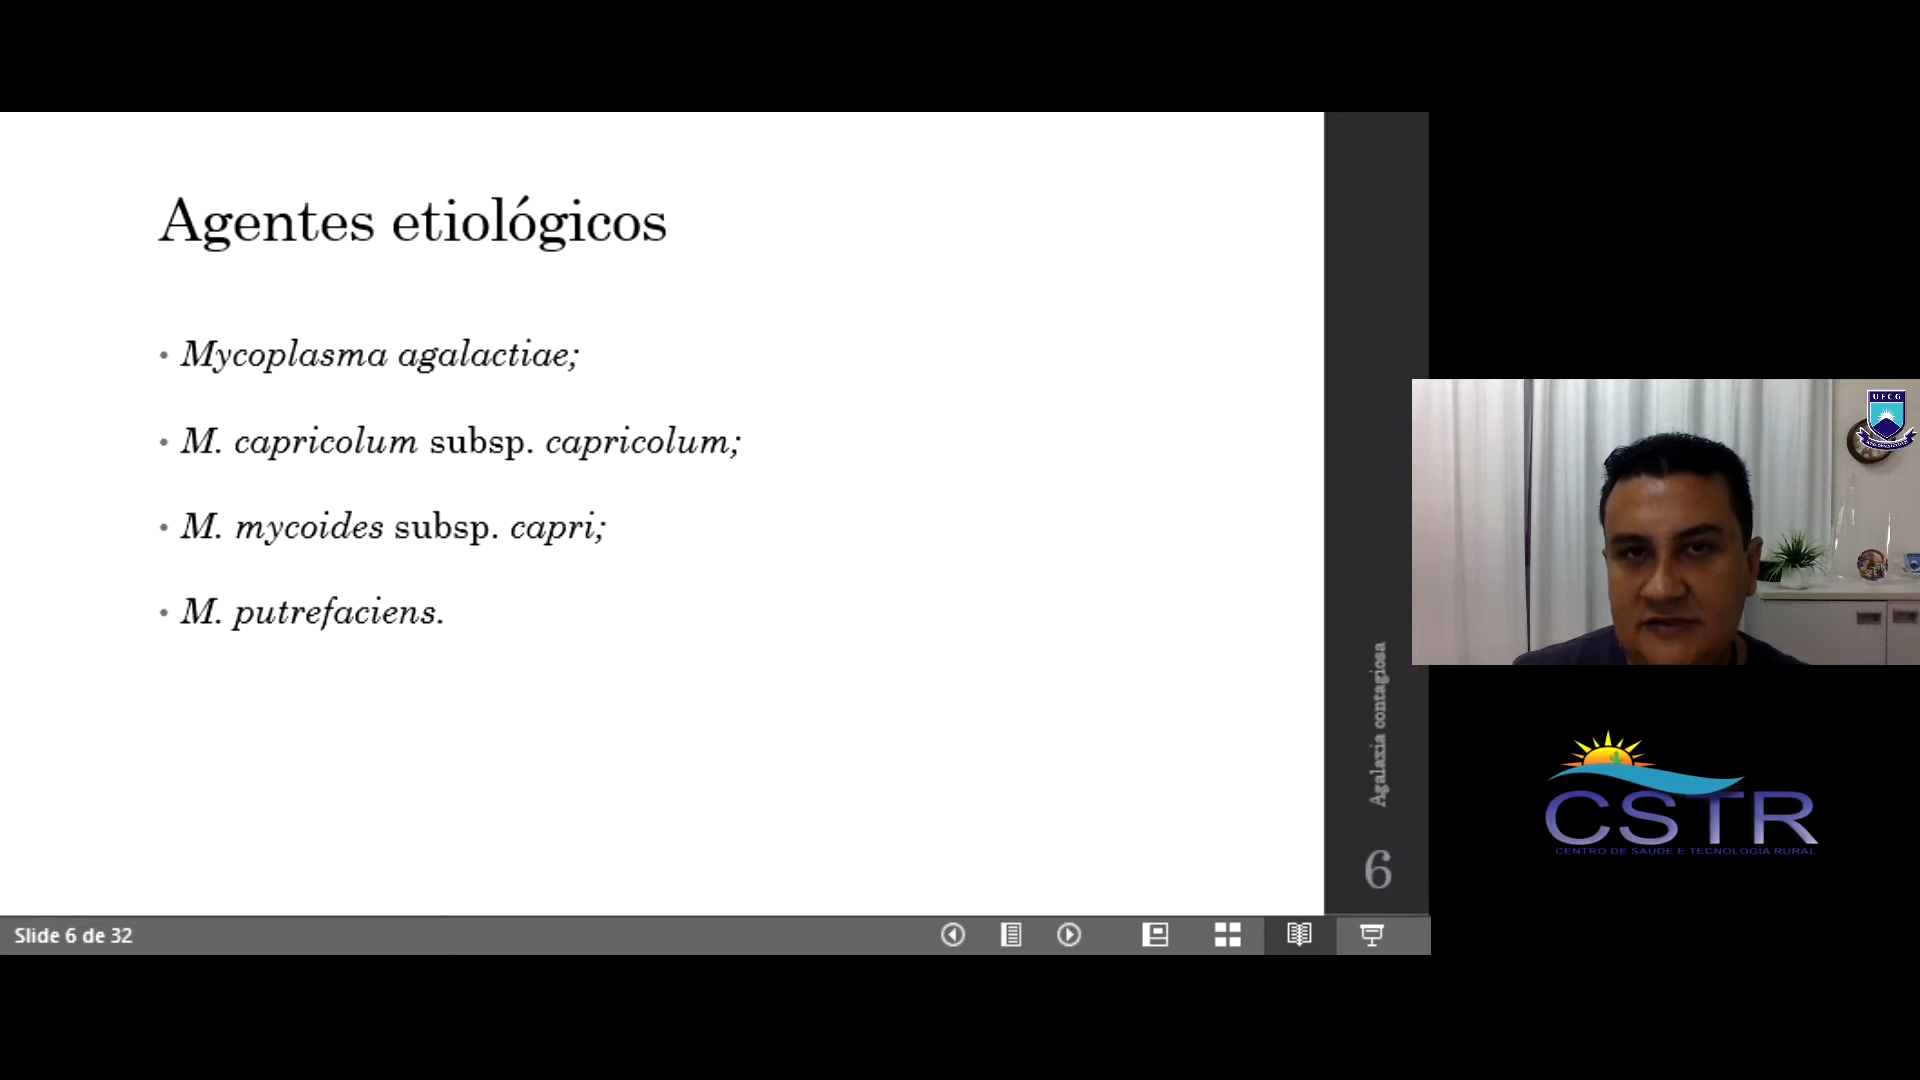 Agentes etiológicos
• Mycoplasma agalactiae;
• M. capricolum subsp. capricolum;
• M. mycoides subsp. capri;
• M. putrefaciens.
Agalaxia contagiosa
6
Slide 6 de 32
UFCG
CSTR
CENTRO DE SAUDE E TECNOLOGIA RURAL